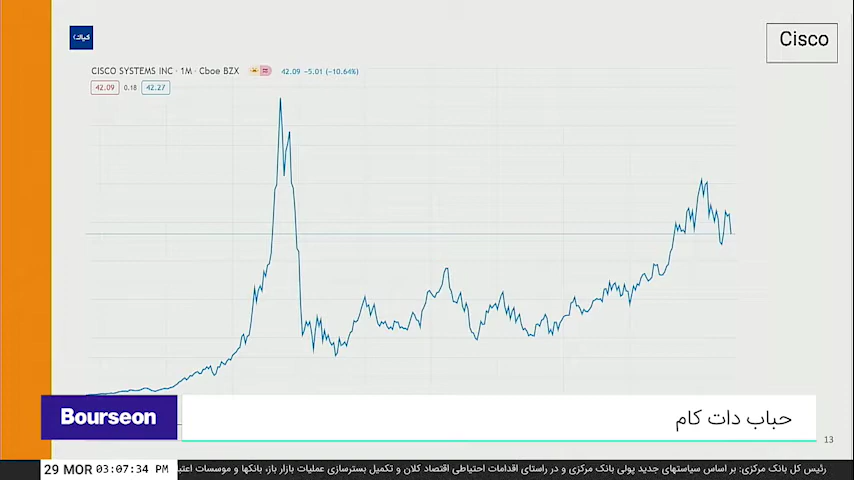 Cisco
CISCO SYSTEMS INC · 1M · Cboe BZX 42.09 −5.01 (−10.64%)
42.09 0.18 42.27
Bourseon
حباب دات کام
13
29 MOR 03:07:34 PM
رئیس کل بانک مرکزی: بر اساس سیاستهای جدید پولی بانک مرکزی و در راستای اقدامات احتیاطی اقتصاد کلان و تکمیل بسترسازی عملیات بازار باز، بانکها و موسسات اعتبا